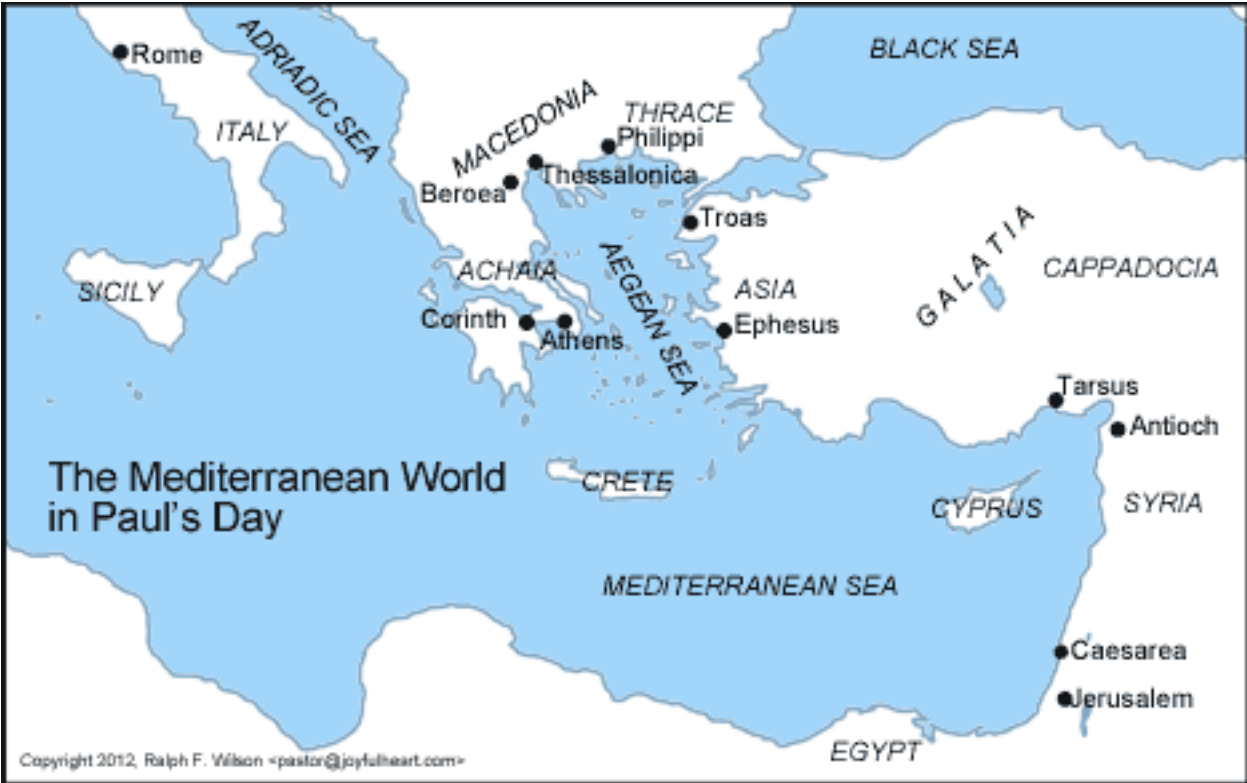 Rome
ADRIADIC SEA
BLACK SEA
ITALY
MACEDONIA
THRACE
Philippi
Thessalonica
Beroea
Troas
AEGEAN SEA
GALATIA
CAPPADOCIA
ACHAIA
SICILY
ASIA
Corinth
Athens
Ephesus
Tarsus
Antioch
The Mediterranean World
in Paul's Day
CRETE
CYPRUS
SYRIA
MEDITERRANEAN SEA
Caesarea
Jerusalem
EGYPT
Copyright 2012, Ralph F. Wilson <pastor@joyfulheart.com>